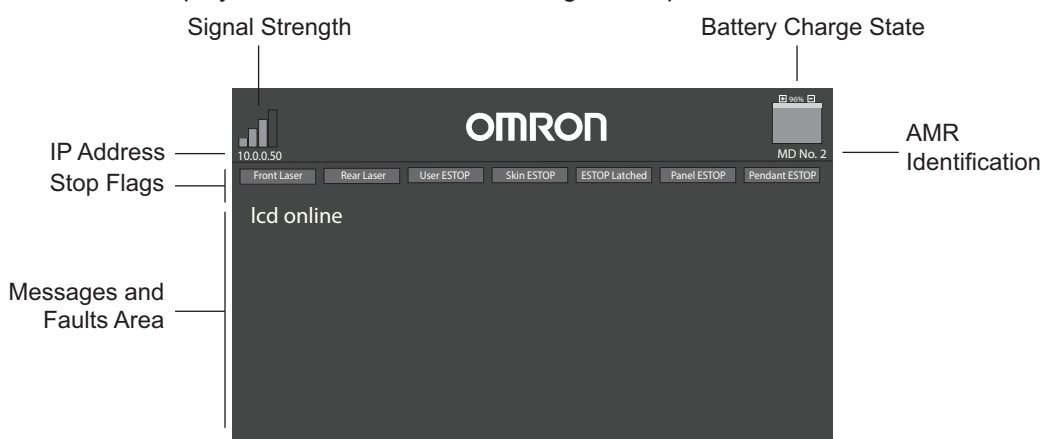 Signal Strength
Battery Charge State
96%
OMRON
10.0.0.50
MD No. 2
IP Address
AMR
Identification
Stop Flags
Front Laser Rear Laser User ESTOP Skin ESTOP ESTOP Latched Panel ESTOP Pendant ESTOP
lcd online
Messages and
Faults Area